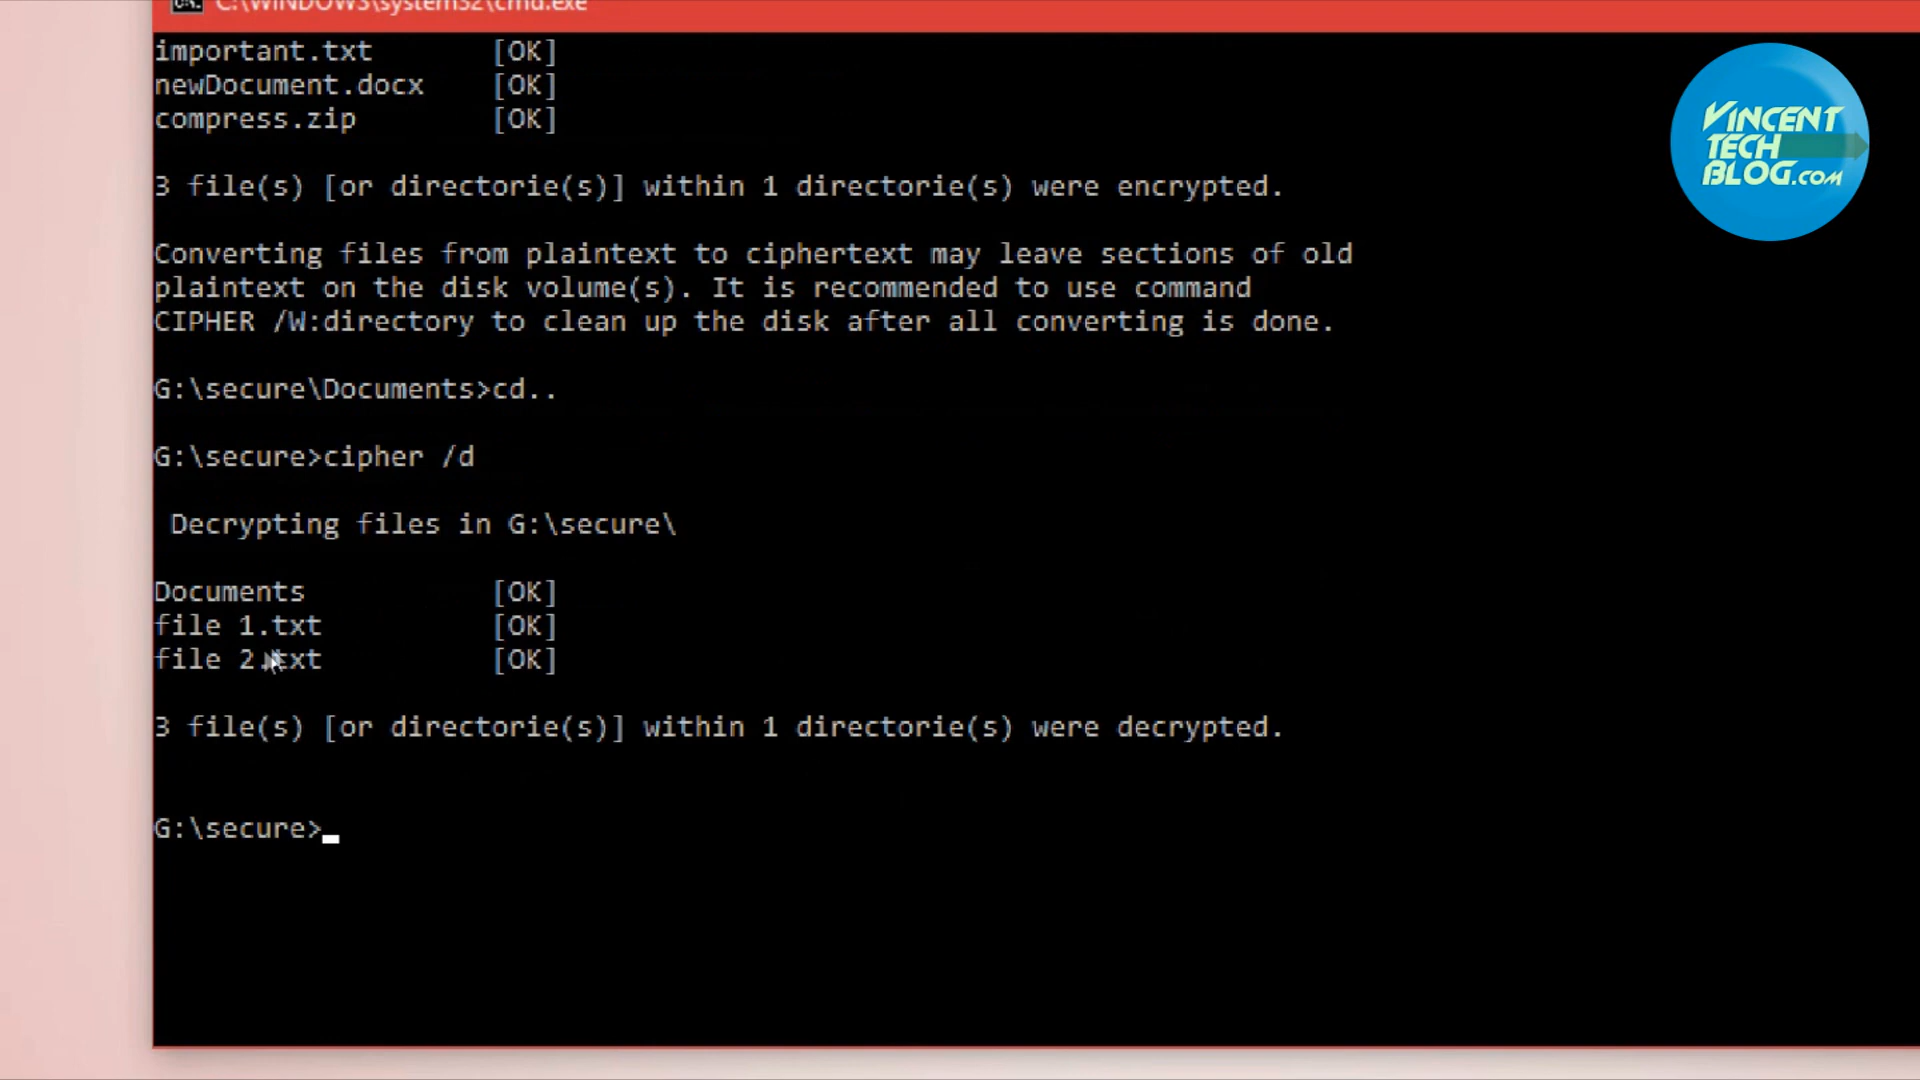 C:\WINDOWS\system32\cmd.exe
important.txt [OK]
newDocument.docx [OK]
compress.zip [OK]
3 file(s) [or directorie(s)] within 1 directorie(s) were encrypted.
Converting files from plaintext to ciphertext may leave sections of old
plaintext on the disk volume(s). It is recommended to use command
CIPHER /W:directory to clean up the disk after all converting is done.
G:\secure\Documents>cd..
G:\secure>cipher /d
Decrypting files in G:\secure\
Documents [OK]
file 1.txt [OK]
file 2.txt [OK]
3 file(s) [or directorie(s)] within 1 directorie(s) were decrypted.
G:\secure>
VINCENT
TECH
BLOG.COM